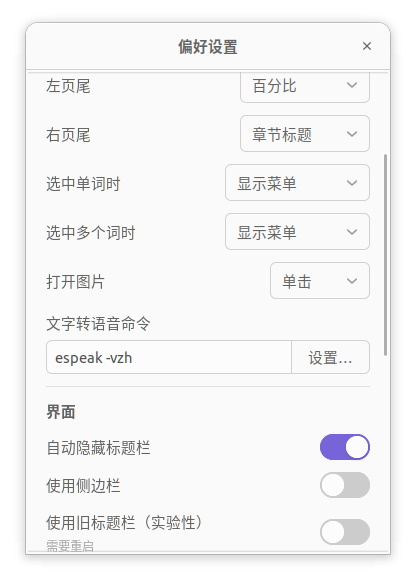 偏好设置
左页尾 百分比
右页尾 章节标题
选中单词时 显示菜单
选中多个词时 显示菜单
打开图片 单击
文字转语音命令
espeak -vzh 设置...
界面
自动隐藏标题栏
使用侧边栏
使用旧标题栏（实验性）
需要重启